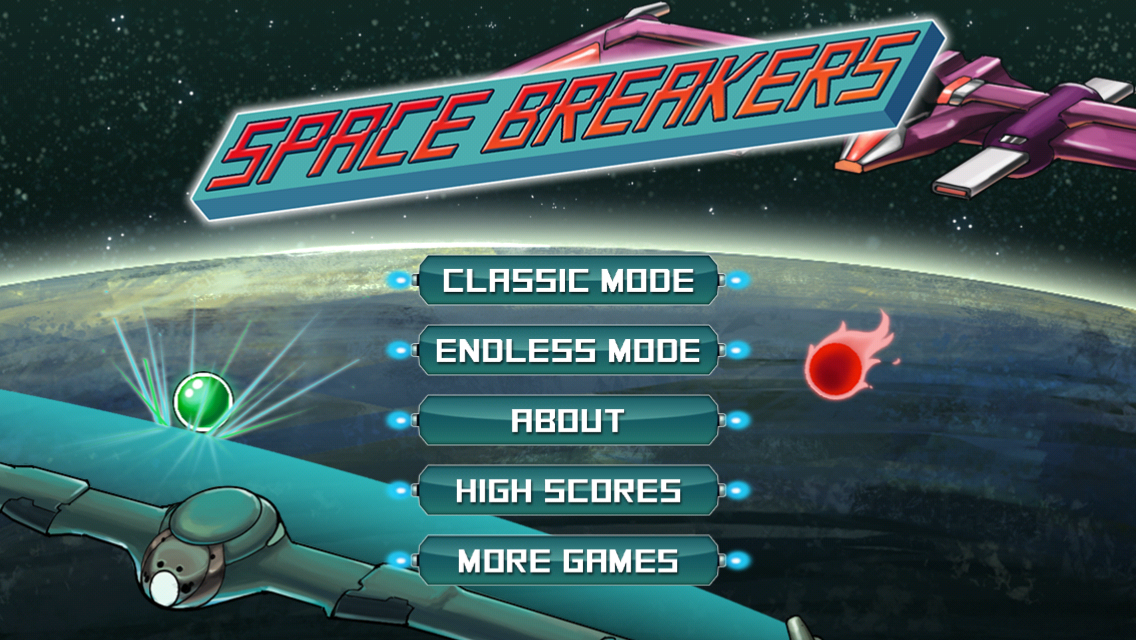 SPACE BREAKERS
CLASSIC MODE
ENDLESS MODE
ABOUT
HIGH SCORES
MORE GAMES